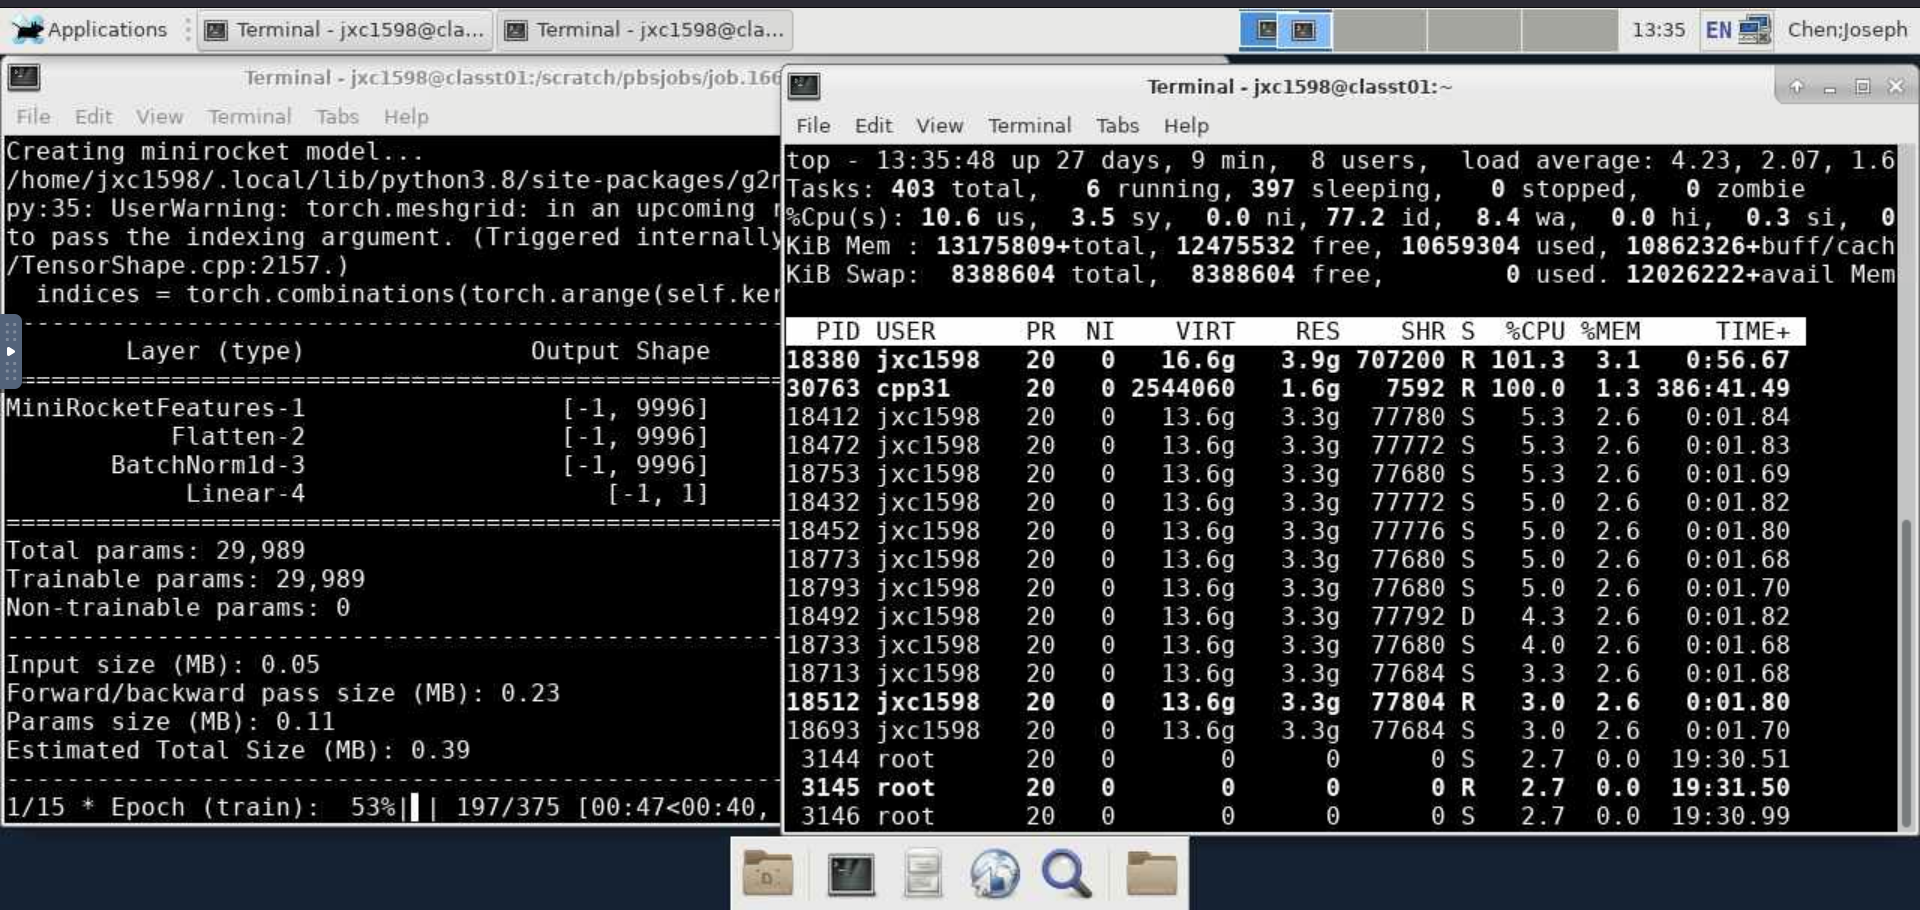 Applications
Terminal - jxc1598@cla...
Terminal - jxc1598@cla...
13:35
EN
Chen;Joseph
Terminal - jxc1598@classt01:/scratch/pbsjobs/job.166
File Edit View Terminal Tabs Help
Creating minirocket model...
/home/jxc1598/.local/lib/python3.8/site-packages/g2n
py:35: UserWarning: torch.meshgrid: in an upcoming r
to pass the indexing argument. (Triggered internally
/TensorShape.cpp:2157.)
indices = torch.combinations(torch.arange(self.ker
----------------------------------------------------
Layer (type) Output Shape
====================================================
MiniRocketFeatures-1 [-1, 9996]
Flatten-2 [-1, 9996]
BatchNorm1d-3 [-1, 9996]
Linear-4 [-1, 1]
====================================================
Total params: 29,989
Trainable params: 29,989
Non-trainable params: 0
----------------------------------------------------
Input size (MB): 0.05
Forward/backward pass size (MB): 0.23
Params size (MB): 0.11
Estimated Total Size (MB): 0.39
----------------------------------------------------
1/15 * Epoch (train): 53%| | 197/375 [00:47<00:40,
Terminal - jxc1598@classt01:~
File Edit View Terminal Tabs Help
top - 13:35:48 up 27 days, 9 min, 8 users, load average: 4.23, 2.07, 1.6
Tasks: 403 total, 6 running, 397 sleeping, 0 stopped, 0 zombie
%Cpu(s): 10.6 us, 3.5 sy, 0.0 ni, 77.2 id, 8.4 wa, 0.0 hi, 0.3 si, 0
KiB Mem : 13175809+total, 12475532 free, 10659304 used, 10862326+buff/cach
KiB Swap: 8388604 total, 8388604 free, 0 used. 12026222+avail Mem
PID USER PR NI VIRT RES SHR S %CPU %MEM TIME+
18380 jxc1598 20 0 16.6g 3.9g 707200 R 101.3 3.1 0:56.67
30763 cpp31 20 0 2544060 1.6g 7592 R 100.0 1.3 386:41.49
18412 jxc1598 20 0 13.6g 3.3g 77780 S 5.3 2.6 0:01.84
18472 jxc1598 20 0 13.6g 3.3g 77772 S 5.3 2.6 0:01.83
18753 jxc1598 20 0 13.6g 3.3g 77680 S 5.3 2.6 0:01.69
18432 jxc1598 20 0 13.6g 3.3g 77772 S 5.0 2.6 0:01.82
18452 jxc1598 20 0 13.6g 3.3g 77776 S 5.0 2.6 0:01.80
18773 jxc1598 20 0 13.6g 3.3g 77680 S 5.0 2.6 0:01.68
18793 jxc1598 20 0 13.6g 3.3g 77680 S 5.0 2.6 0:01.70
18492 jxc1598 20 0 13.6g 3.3g 77792 D 4.3 2.6 0:01.82
18733 jxc1598 20 0 13.6g 3.3g 77680 S 4.0 2.6 0:01.68
18713 jxc1598 20 0 13.6g 3.3g 77684 S 3.3 2.6 0:01.68
18512 jxc1598 20 0 13.6g 3.3g 77804 R 3.0 2.6 0:01.80
18693 jxc1598 20 0 13.6g 3.3g 77684 S 3.0 2.6 0:01.70
3144 root 20 0 0 0 0 S 2.7 0.0 19:30.51
3145 root 20 0 0 0 0 R 2.7 0.0 19:31.50
3146 root 20 0 0 0 0 S 2.7 0.0 19:30.99